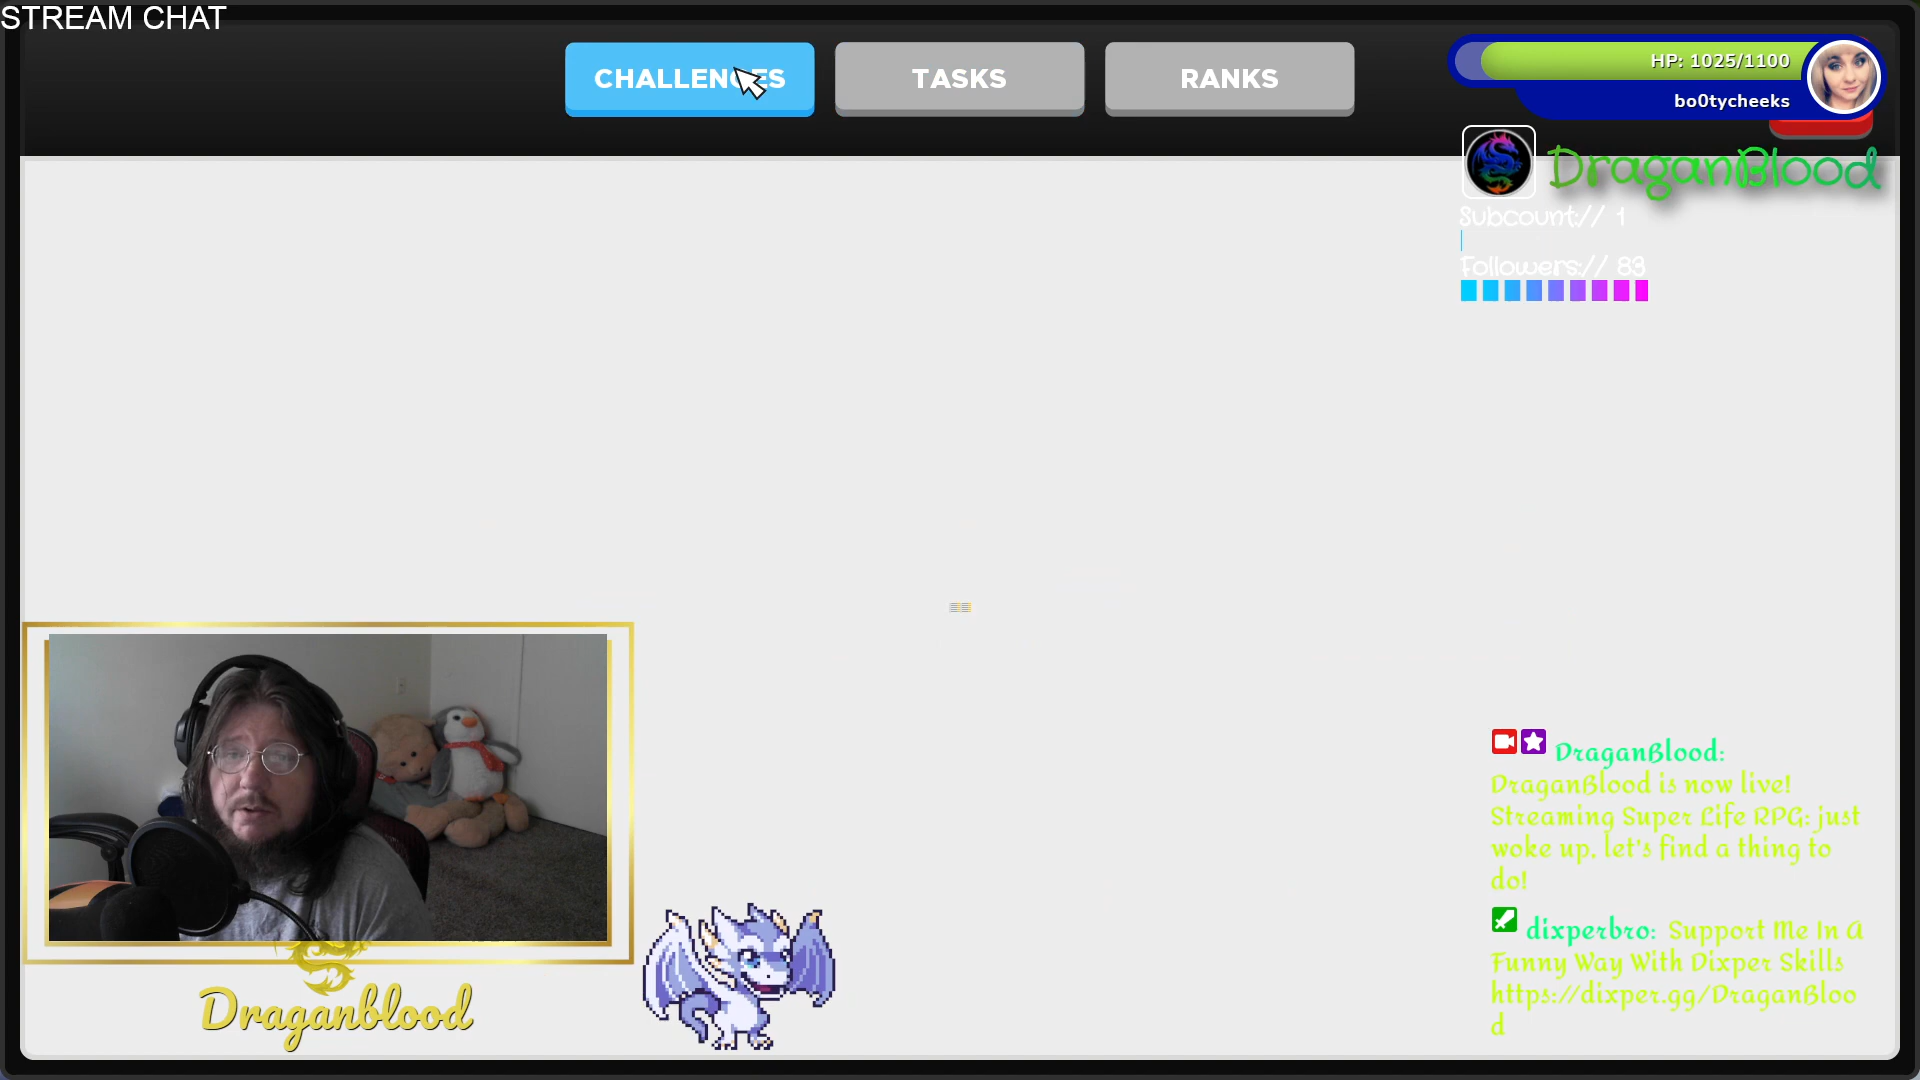 STREAM CHAT
CHALLENGES
TASKS
RANKS
HP: 1025/1100
bo0tycheeks
DraganBlood
Subcount:// 1
Followers:// 83
DraganBlood:
DraganBlood is now live!
Streaming Super Life RPG: just
woke up, let's find a thing to
do!
dixperbro: Support Me In A
Funny Way With Dixper Skills
https://dixper.gg/DraganBloo
d
Draganblood